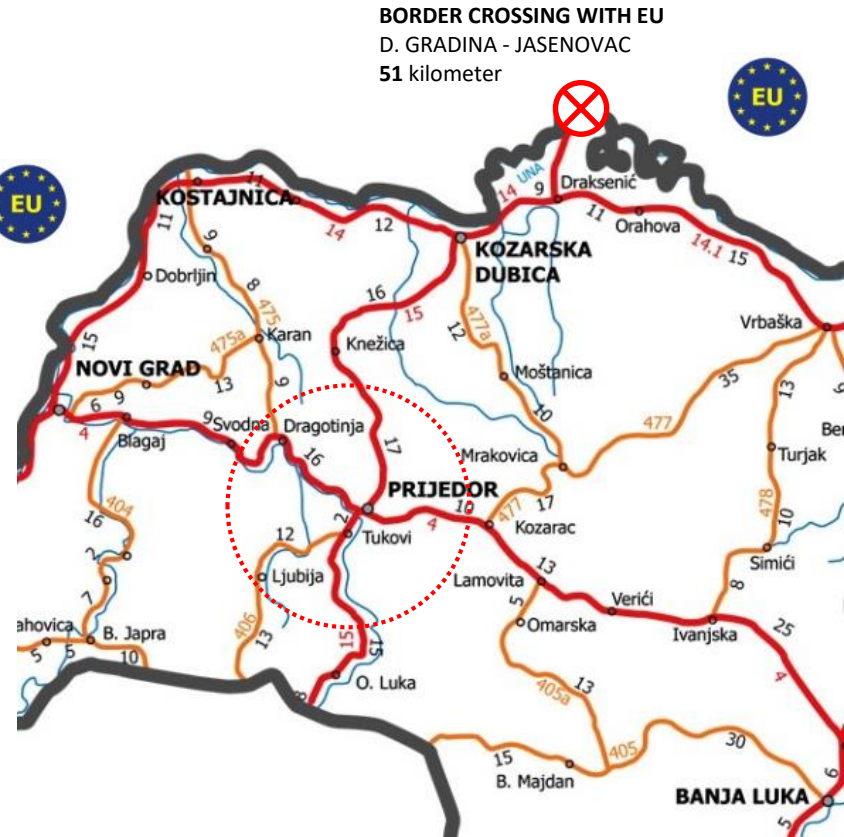 BORDER CROSSING WITH EU
D. GRADINA - JASENOVAC
51 kilometer
EU
EU
UNA
KOSTAJNICA
11
11
14
12
14
9
Draksenić
11
Orahova
14.1
15
KOZARSKA
DUBICA
9
Dobrljin
8
475
16
15
12
477a
Vrbaška
15
475a
Karan
Knežica
NOVI GRAD
13
9
Moštanica
35
13
9
6
9
4
Blagaj
9
Svodna
Dragotinja
16
17
10
477
Mrakovica
Turjak
Be
404
16
PRIJEDOR
10
4
477
17
Kozarac
478
10
2
Tukovi
12
2
Ljubija
Lamovita
13
Simići
8
7
5
Verići
Omarska
Ivanjska
25
ahovica
B. Japra
5
5
10
406
13
15
15
O. Luka
8
13
405a
4
15
405
30
B. Majdan
6
BANJA LUKA
5